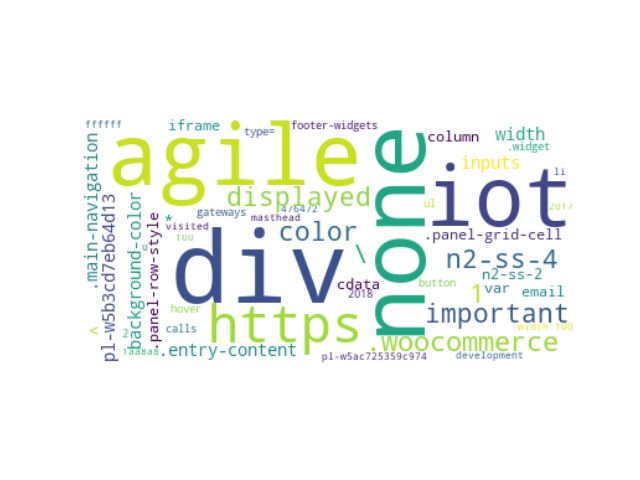 ffffff
iframe
type=
footer-widgets
column
width
.widget
agile
none
inputs
iot
li
.main-navigation
pl-w5b3cd7eb64d13
background-color
.panel-row-style
*
visited
100
gateways
displayed
f476472
masthead
color
ul
2017
.panel-grid-cell
div
\
cdata
2018
n2-ss-4
n2-ss-2
button
1
var
email
hover
https
calls
important
width:100
^
2
1aa8a8
.entry-content
.woocommerce
pl-w5ac725359c974
development